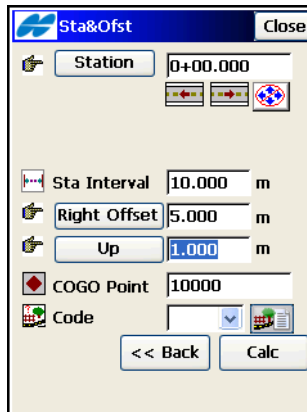 Sta&Ofst Close
Station 0+00.000
Sta Interval 10.000 m
Right Offset 5.000 m
Up 1.000 m
COGO Point 10000
Code
<< Back Calc